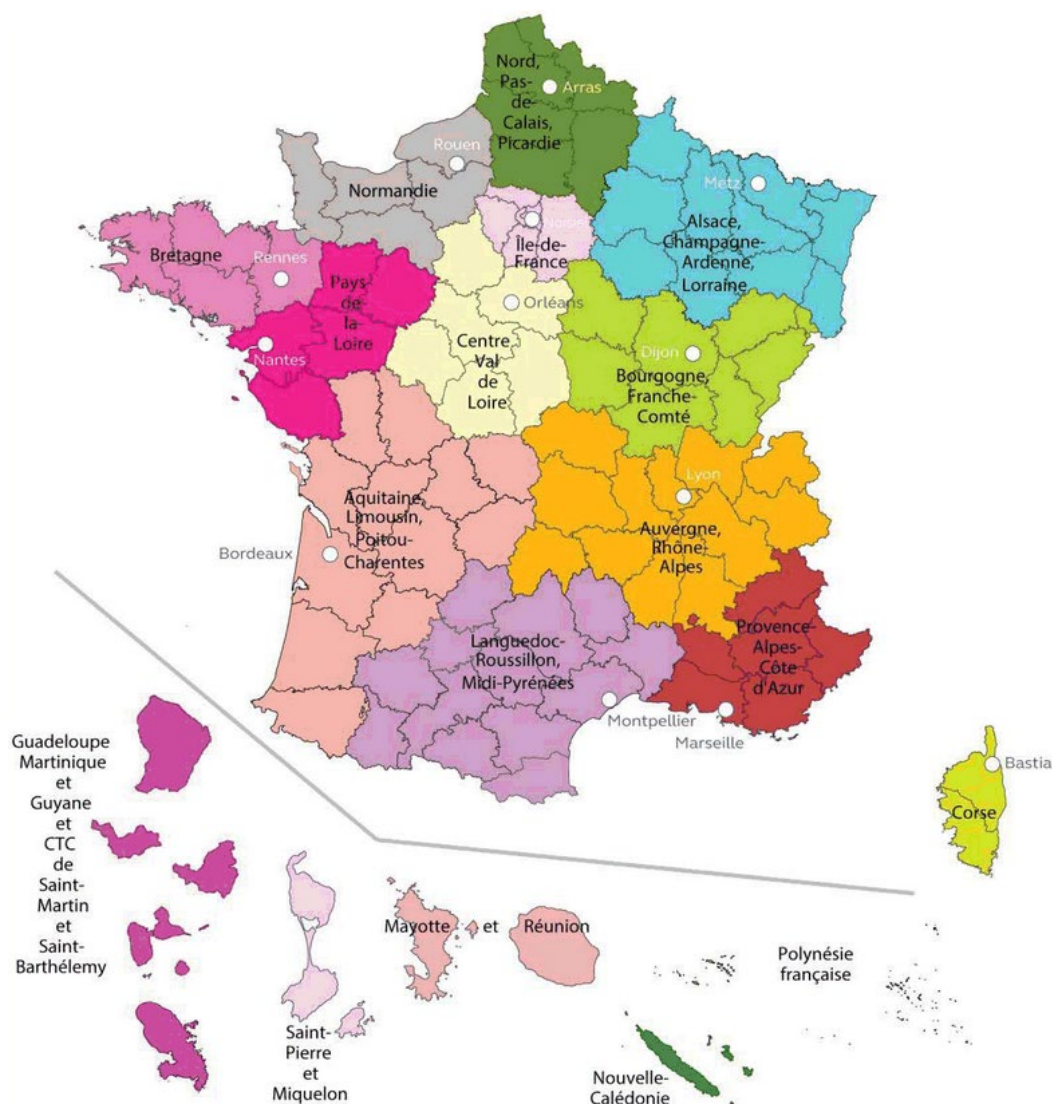 Nord,
Pas-
de-
Calais,
Picardie
Arras
Rouen
Normandie
Metz
Alsace,
Champagne-
Ardenne,
Lorraine
Noisiel
Île-de-
France
Bretagne
Rennes
Pays
de
la
Loire
Nantes
Orléans
Centre,
Val
de
Loire
Dijon
Bourgogne,
Franche-
Comté
Lyon
Auvergne,
Rhône-
Alpes
Aquitaine,
Limousin,
Poitou-
Charentes
Bordeaux
Languedoc-
Roussillon,
Midi-Pyrénées
Montpellier
Provence-
Alpes-
Côte
d'Azur
Marseille
Bastia
Corse
Guadeloupe
Martinique
et
Guyane
et
CTC
de
Saint-
Martin
et
Saint-
Barthélemy
Saint-
Pierre
et
Miquelon
Mayotte et Réunion
Polynésie
française
Nouvelle-
Calédonie